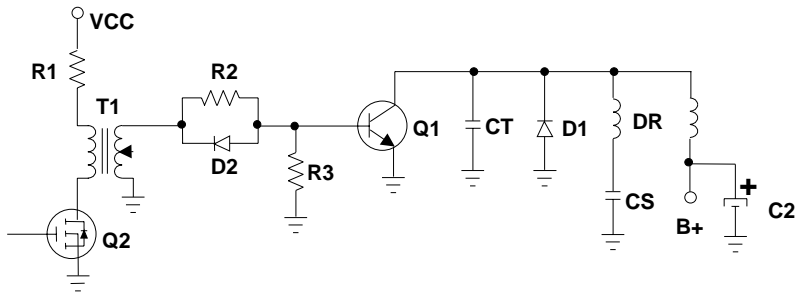 VCC
R1
R2
T1
Q1
CT
D1
DR
D2
R3
CS
+
B+
C2
Q2